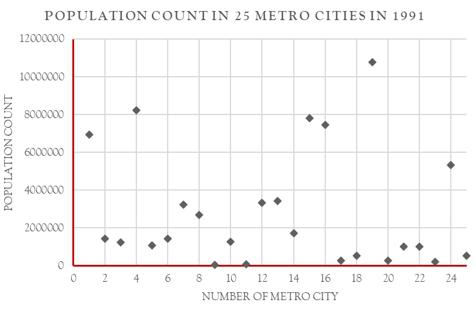 POPULATION COUNT IN 25 METRO CITIES IN 1991
12000000
10000000
8000000
6000000
4000000
2000000
0
POPULATION COUNT
0 2 4 6 8 10 12 14 16 18 20 22 24
NUMBER OF METRO CITY